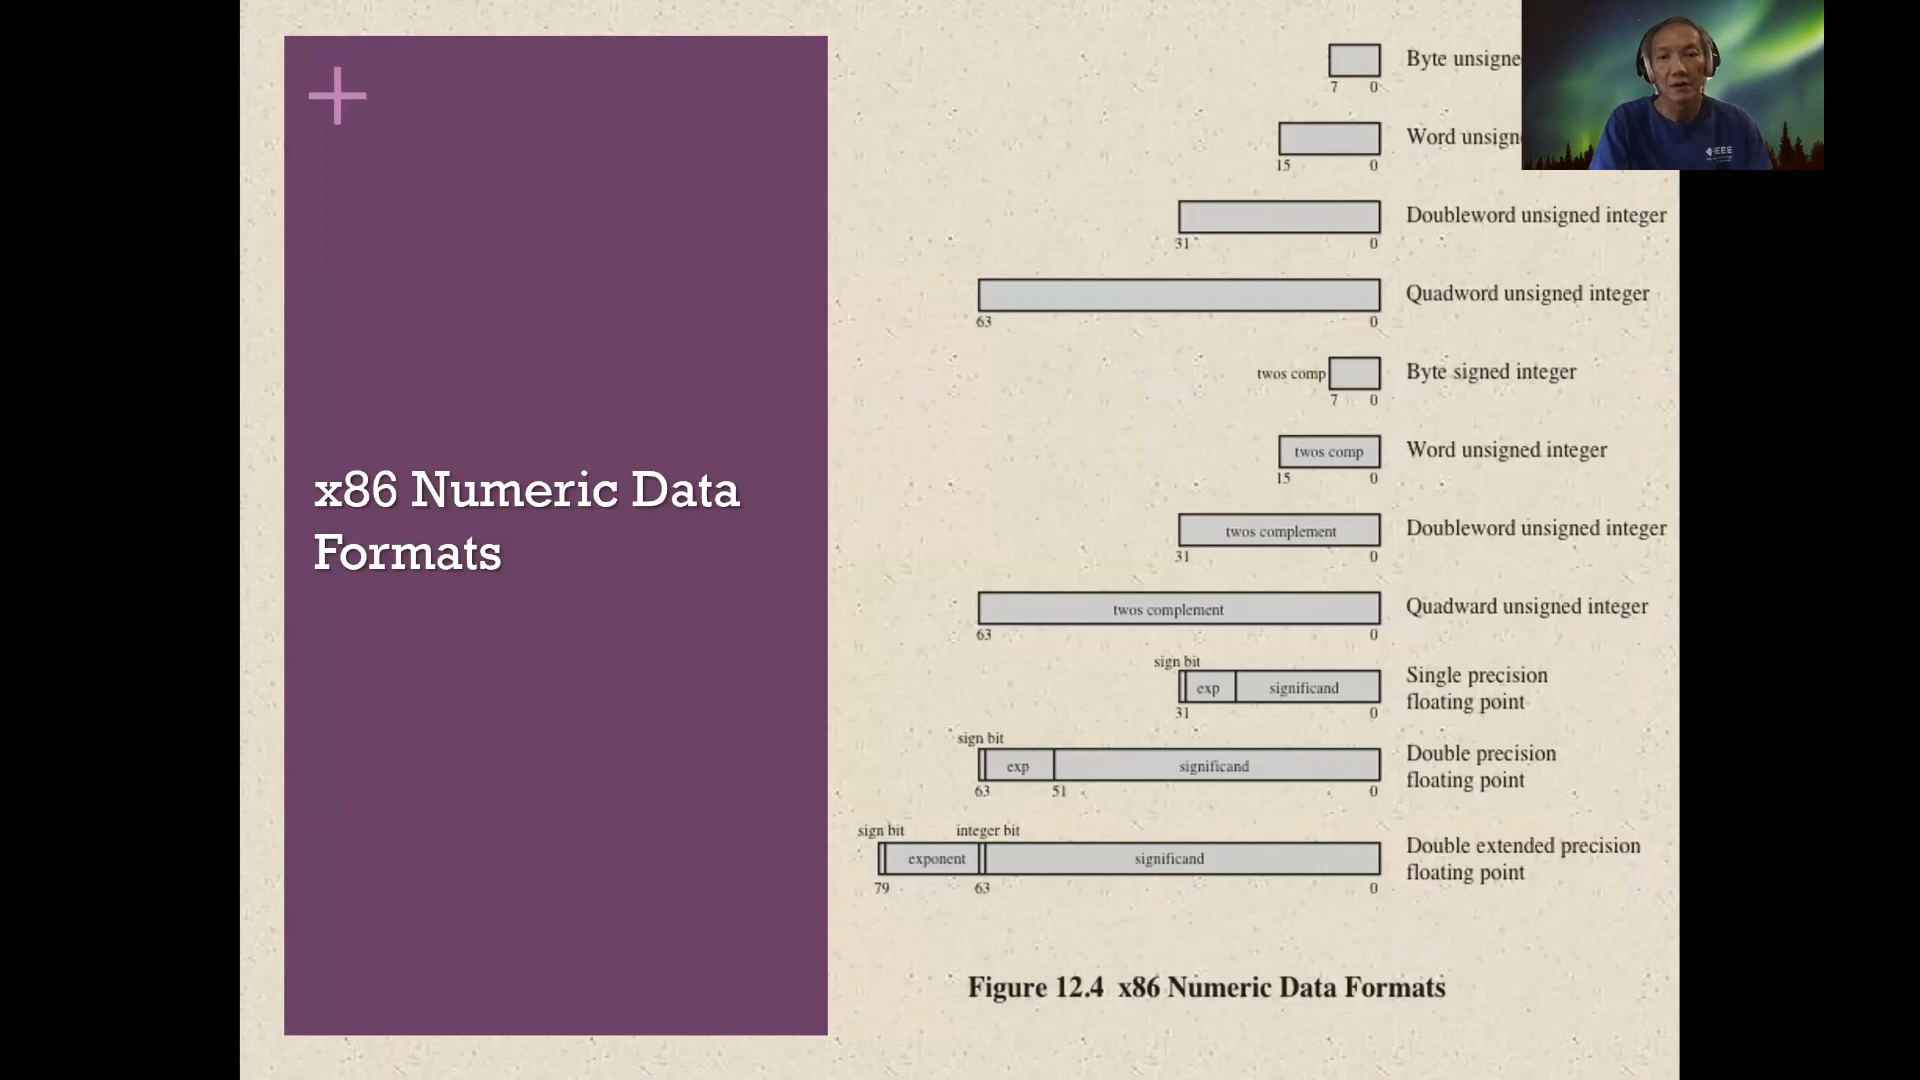 x86 Numeric Data
Formats
Byte
7 0
Word
15 0
Doubleword unsigned integer
31 0
Quadword unsigned integer
63 0
twos comp
Byte signed integer
7 0
twos comp
Word unsigned integer
15 0
twos complement
Doubleword unsigned integer
31 0
twos complement
Quadward unsigned integer
63 0
sign bit
exp significand
Single precision
floating point
31 0
sign bit
exp significand
Double precision
floating point
63 51 0
sign bit integer bit
exponent significand
Double extended precision
floating point
79 63 0
Figure 12.4 x86 Numeric Data Formats
IEEE